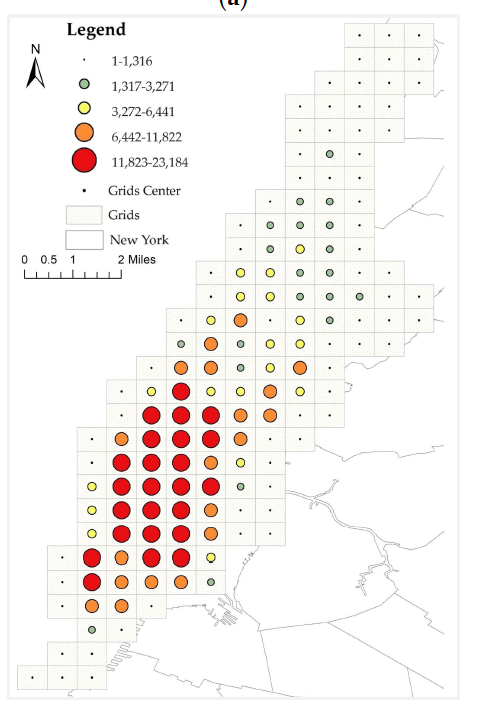 (a)
Legend
N
1-1,316
1,317-3,271
3,272-6,441
6,442-11,822
11,823-23,184
Grids Center
Grids
New York
0 0.5 1 2 Miles